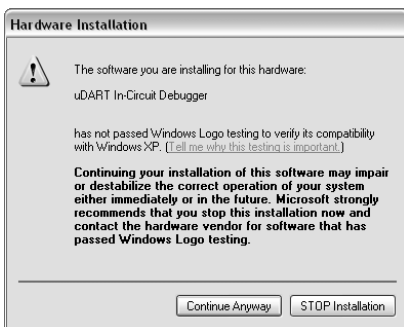 Hardware Installation
The software you are installing for this hardware:
uDART In-Circuit Debugger
has not passed Windows Logo testing to verify its compatibility
with Windows XP. (Tell me why this testing is important.)
Continuing your installation of this software may impair
or destabilize the correct operation of your system
either immediately or in the future. Microsoft strongly
recommends that you stop this installation now and
contact the hardware vendor for software that has
passed Windows Logo testing.
Continue Anyway STOP Installation